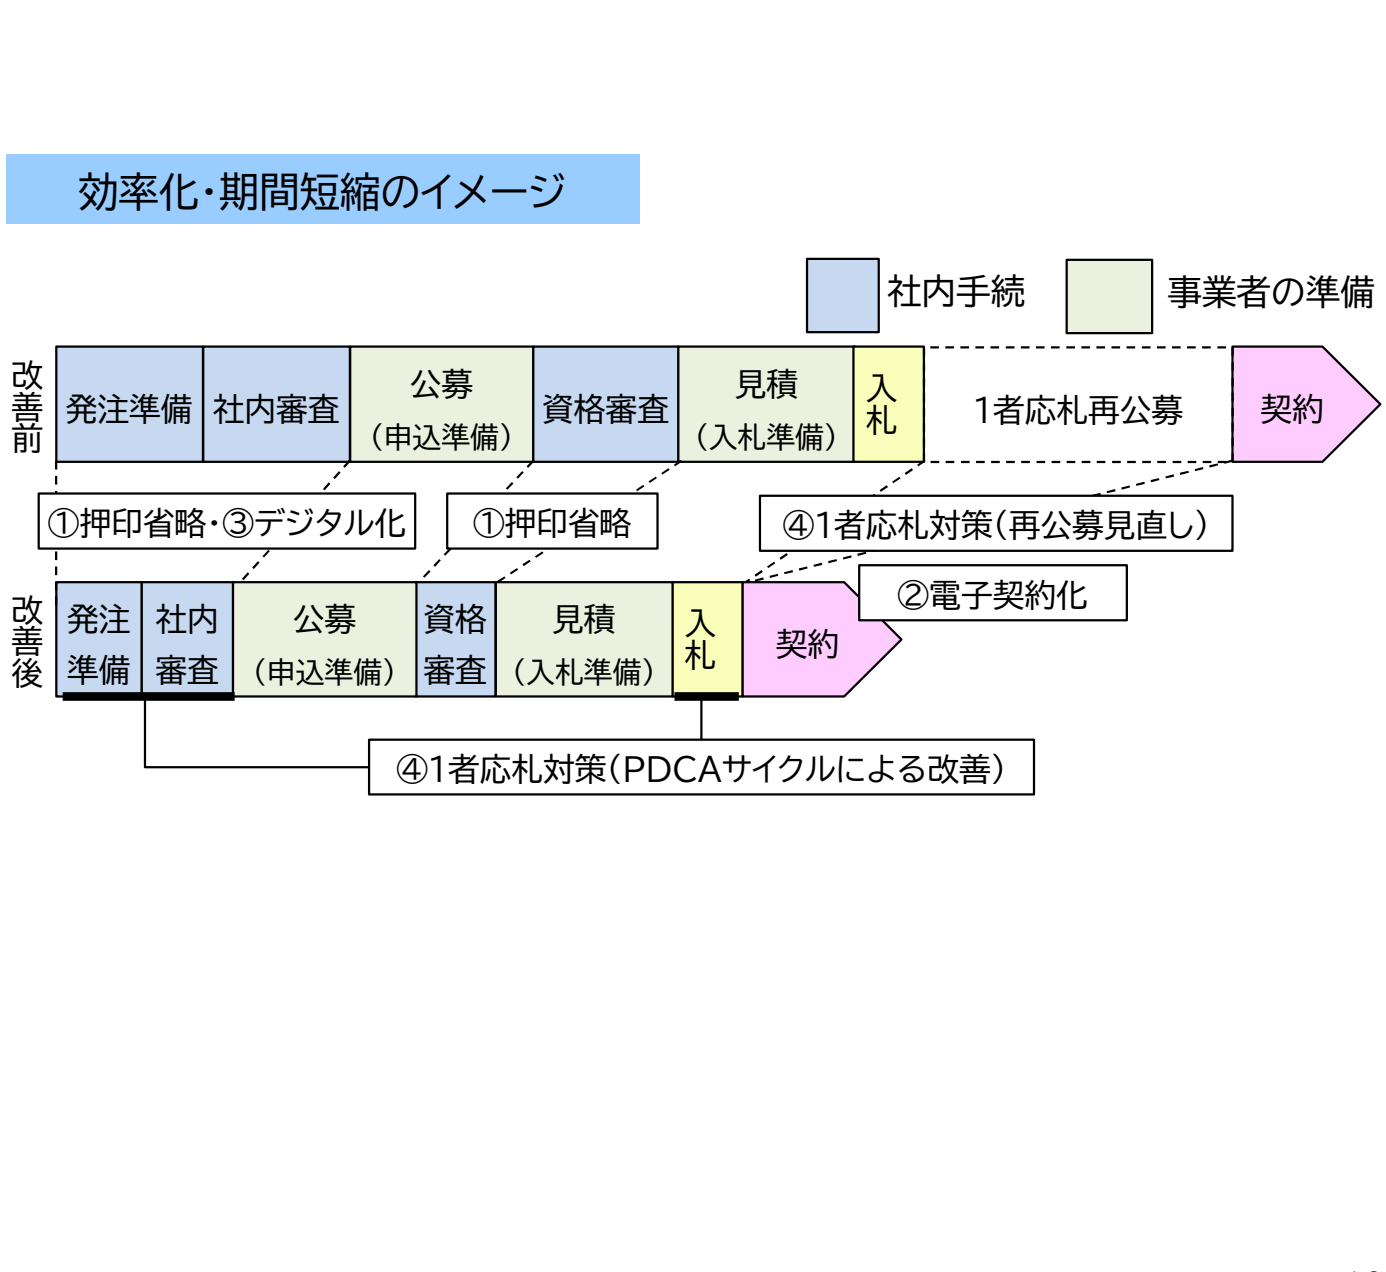 効率化・期間短縮のイメージ
社内手続
事業者の準備
改善前
発注準備
社内審査
公募
（申込準備）
資格審査
見積
（入札準備）
入札
1者応札再公募
契約
①押印省略・③デジタル化
①押印省略
④1者応札対策（再公募見直し）
②電子契約化
改善後
発注
準備
社内
審査
公募
（申込準備）
資格
審査
見積
（入札準備）
入札
契約
④1者応札対策（PDCAサイクルによる改善）